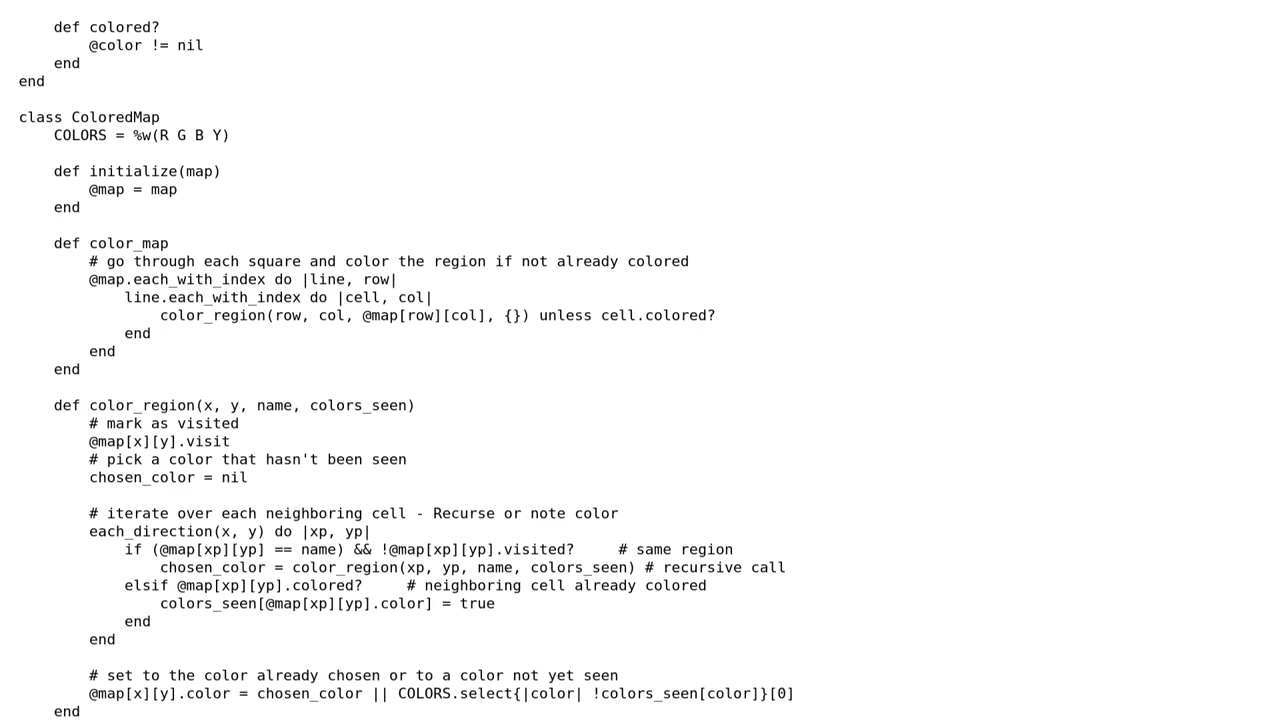 def colored?
        @color != nil
    end
end

class ColoredMap
    COLORS = %w(R G B Y)

    def initialize(map)
        @map = map
    end

    def color_map
        # go through each square and color the region if not already colored
        @map.each_with_index do |line, row|
            line.each_with_index do |cell, col|
                color_region(row, col, @map[row][col], {}) unless cell.colored?
            end
        end
    end

    def color_region(x, y, name, colors_seen)
        # mark as visited
        @map[x][y].visit
        # pick a color that hasn't been seen
        chosen_color = nil

        # iterate over each neighboring cell - Recurse or note color
        each_direction(x, y) do |xp, yp|
            if (@map[xp][yp] == name) && !@map[xp][yp].visited?     # same region
                chosen_color = color_region(xp, yp, name, colors_seen) # recursive call
            elsif @map[xp][yp].colored?     # neighboring cell already colored
                colors_seen[@map[xp][yp].color] = true
            end
        end

        # set to the color already chosen or to a color not yet seen
        @map[x][y].color = chosen_color || COLORS.select{|color| !colors_seen[color]}[0]
    end